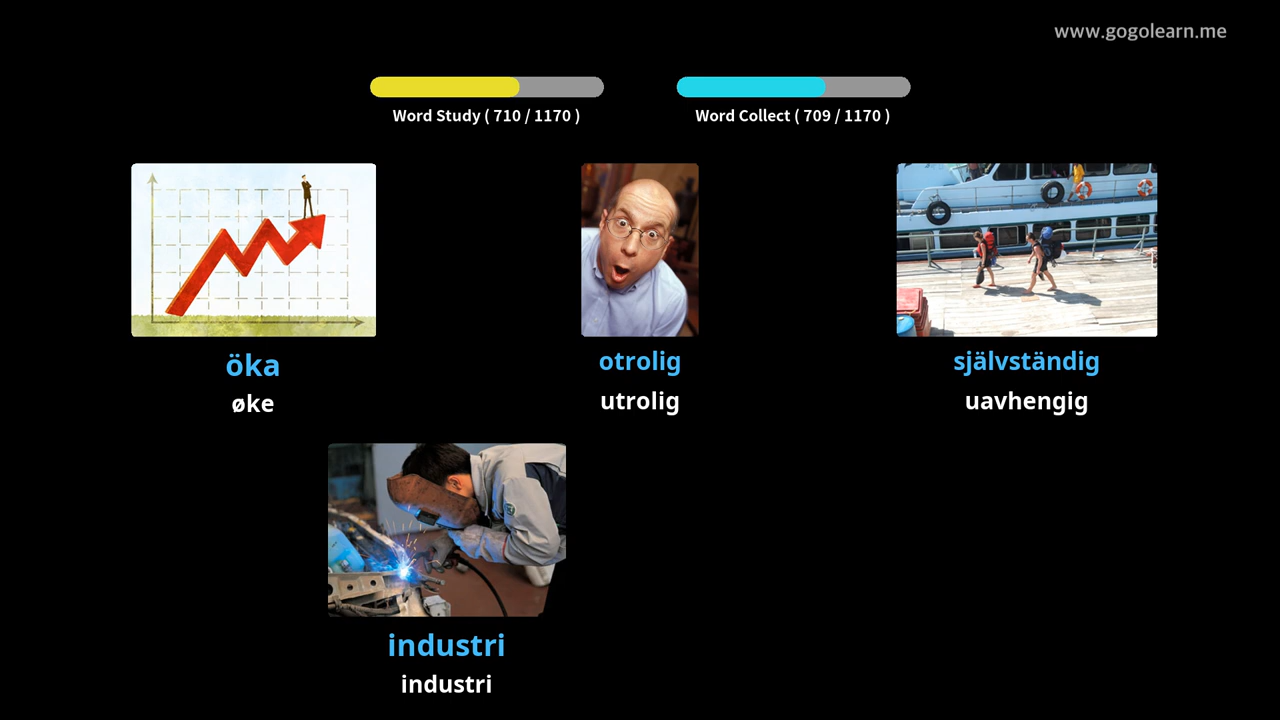 www.gogolearn.me
Word Study ( 710 / 1170 )
Word Collect ( 709 / 1170 )
öka
øke
otrolig
utrolig
självständig
uavhengig
industri
industri